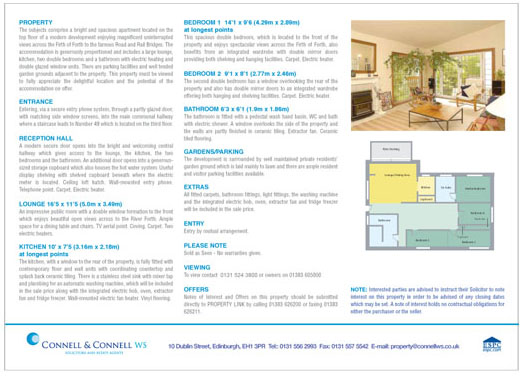 PROPERTY
The subjects comprise a bright and spacious apartment located on the
top floor of a modern development enjoying magnificent uninterrupted
views across the Firth of Forth to the famous Road and Rail Bridges. The
accommodation is generously proportioned and includes a large lounge,
kitchen, two double bedrooms and a bathroom with electric heating and
double glazed window units. There are parking facilities and well tended
garden grounds adjacent to the property. This property must be viewed
to fully appreciate the delightful location and the potential of the
accommodation on offer.
ENTRANCE
Entering, via a secure entry phone system, through a partly glazed door,
with matching side window screens, into the main communal hallway
where a staircase leads to Number 48 which is located on the third floor.
RECEPTION HALL
A modern secure door opens into the bright and welcoming central
hallway which gives access to the lounge, the kitchen, the two
bedrooms and the bathroom. An additional door opens into a generous-
sized storage cupboard which also houses the hot water system. Useful
display shelving with shelved cupboard beneath where the electric
meter is located. Ceiling loft hatch. Wall-mounted entry phone.
Telephone point. Carpet. Electric heater.
LOUNGE 16'5 x 11'5 (5.0m x 3.49m)
An impressive public room with a double window formation to the front
which enjoys beautiful open views across to the River Forth. Ample
space for a dining table and chairs. TV aerial point. Coving. Carpet. Two
electric heaters.
KITCHEN 10' x 7'5 (3.16m x 2.18m)
at longest points
The kitchen, with a window to the rear of the property, is fully fitted with
contemporary floor and wall units with coordinating countertop and
splash back ceramic tiling. There is a stainless steel sink with mixer tap
and plumbing for an automatic washing machine, which will be included
in the sale price along with the integrated electric hob, oven, extractor
fan and fridge freezer. Wall-mounted electric fan heater. Vinyl flooring.
BEDROOM 1 14'1 x 9'6 (4.29m x 2.89m)
at longest points
This spacious double bedroom, which is located to the front of the
property and enjoys spectacular views across the Firth of Forth, also
benefits from an integrated wardrobe with double mirror doors
providing both shelving and hanging facilities. Carpet. Electric heater.
BEDROOM 2 9'1 x 8'1 (2.77m x 2.46m)
The second double bedroom has a window overlooking the rear of the
property and also has double mirror doors to an integrated wardrobe
offering both hanging and shelving facilities. Carpet. Electric heater.
BATHROOM 6'3 x 6'1 (1.9m x 1.86m)
The bathroom is fitted with a pedestal wash hand basin, WC and bath
with electric shower. A window overlooks the side of the property and
the walls are partly finished in ceramic tiling. Extractor fan. Ceramic
tiled flooring.
GARDENS/PARKING
The development is surrounded by well maintained private residents'
garden ground which is laid mainly to lawn and there are ample resident
and visitor parking facilities available.
EXTRAS
All fitted carpets, bathroom fittings, light fittings, the washing machine
and the integrated electric hob, oven, extractor fan and fridge freezer
will be included in the sale price.
ENTRY
Entry by mutual arrangement.
PLEASE NOTE
Sold as Seen - No warranties given.
VIEWING
To view contact 0131 524 3800 or owners on 01383 605800
OFFERS
Notes of Interest and Offers on this property should be submitted
directly to PROPERTY LINK by calling 01383 626200 or faxing 01383
625211.
NOTE: Interested parties are advised to instruct their Solicitor to note
interest on this property in order to be advised of any closing dates
which may be set. A note of interest holds no contractual obligations for
either the purchaser or the seller.
CONNELL & CONNELL WS
SOLICITORS AND ESTATE AGENTS
10 Dublin Street, Edinburgh, EH1 3PR Tel: 0131 556 2993 Fax: 0131 557 5542 E-mail: property@connellws.co.uk
ESPC
espc.com